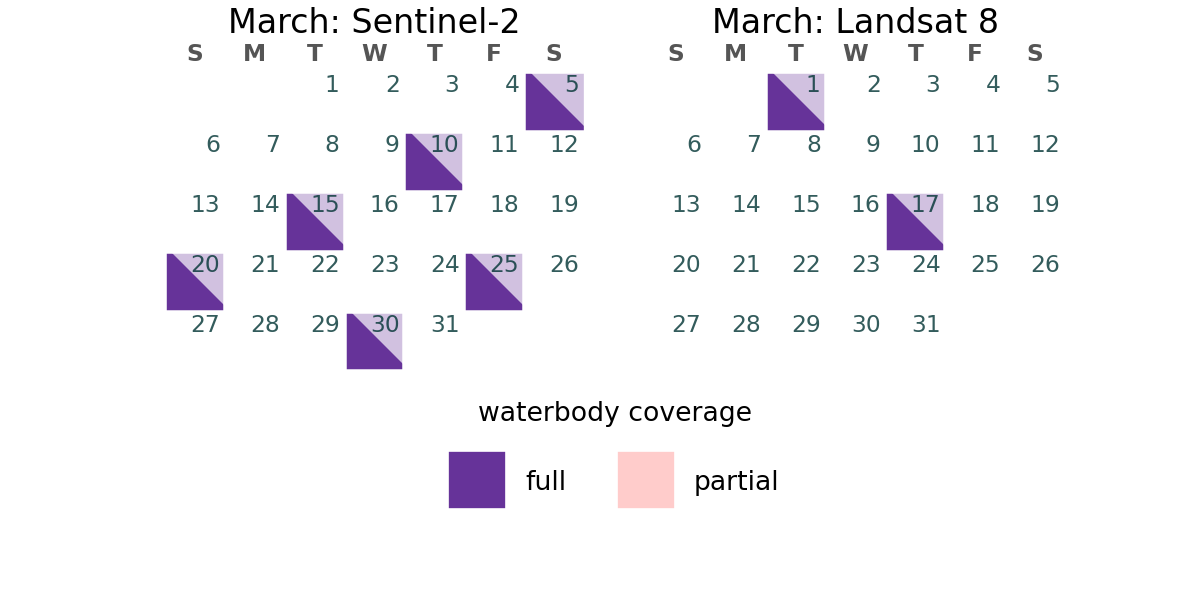 March: Sentinel-2
S M T W T F S
1 2 3 4 5
6 7 8 9 10 11 12
13 14 15 16 17 18 19
20 21 22 23 24 25 26
27 28 29 30 31
March: Landsat 8
S M T W T F S
1 2 3 4 5
6 7 8 9 10 11 12
13 14 15 16 17 18 19
20 21 22 23 24 25 26
27 28 29 30 31
waterbody coverage
full
partial